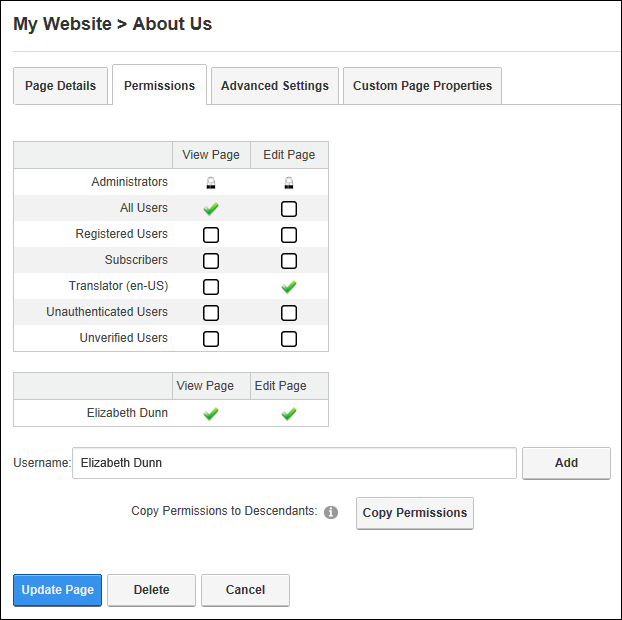 My Website > About Us
Page Details Permissions Advanced Settings Custom Page Properties
View Page Edit Page
Administrators
All Users
Registered Users
Subscribers
Translator (en-US)
Unauthenticated Users
Unverified Users
View Page Edit Page
Elizabeth Dunn
Username: Elizabeth Dunn Add
Copy Permissions to Descendants: Copy Permissions
Update Page Delete Cancel